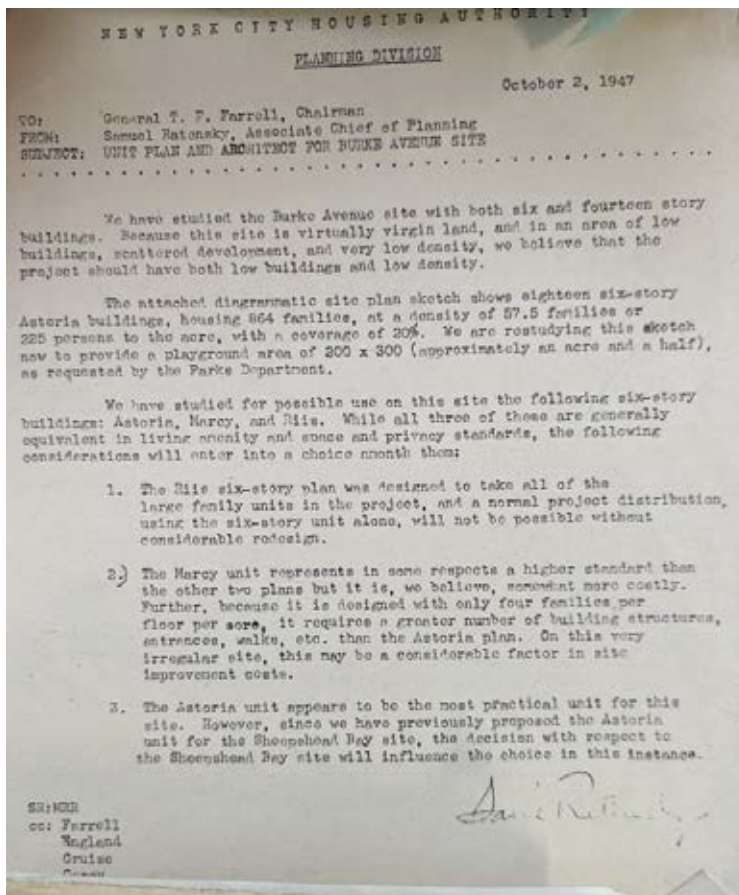 NEW YORK CITY HOUSING AUTHORITY
PLANNING DIVISION
October 2, 1947
TO: General T. F. Farrell, Chairman
FROM: Samuel Ratensky, Associate Chief of Planning
SUBJECT: UNIT PLAN AND ARCHITECT FOR BURKE AVENUE SITE
We have studied the Burke Avenue site with both six and fourteen story
buildings. Because this site is virtually virgin land, and in an area of low
buildings, scattered development, and very low density, we believe that the
project should have both low buildings and low density.
The attached diagrammatic site plan sketch shows eighteen six-story
Astoria buildings, housing 864 families, at a density of 57.5 families or
225 persons to the acre, with a coverage of 20%. We are restudying this sketch
now to provide a playground area of 200 x 300 (approximately an acre and a half),
as requested by the Parks Department.
We have studied for possible use on this site the following six-story
buildings: Astoria, Marcy, and Riis. While all three of these are generally
equivalent in living amenity and space and privacy standards, the following
considerations will enter into a choice among them:
1. The Riis six-story plan was designed to take all of the
large family units in the project, and a normal project distribution,
using the six-story unit alone, will not be possible without
considerable redesign.
2.) The Marcy unit represents in some respects a higher standard than
the other two plans but it is, we believe, somewhat more costly.
Further, because it is designed with only four families per
floor per acre, it requires a greater number of building structures,
entrances, walks, etc. than the Astoria plan. On this very
irregular site, this may be a considerable factor in site
improvement costs.
3. The Astoria unit appears to be the most practical unit for this
site. However, since we have previously proposed the Astoria
unit for the Sheepshead Bay site, the decision with respect to
the Sheepshead Bay site will influence the choice in this instance.
SR:MRR
cc: Farrell
England
Cruise